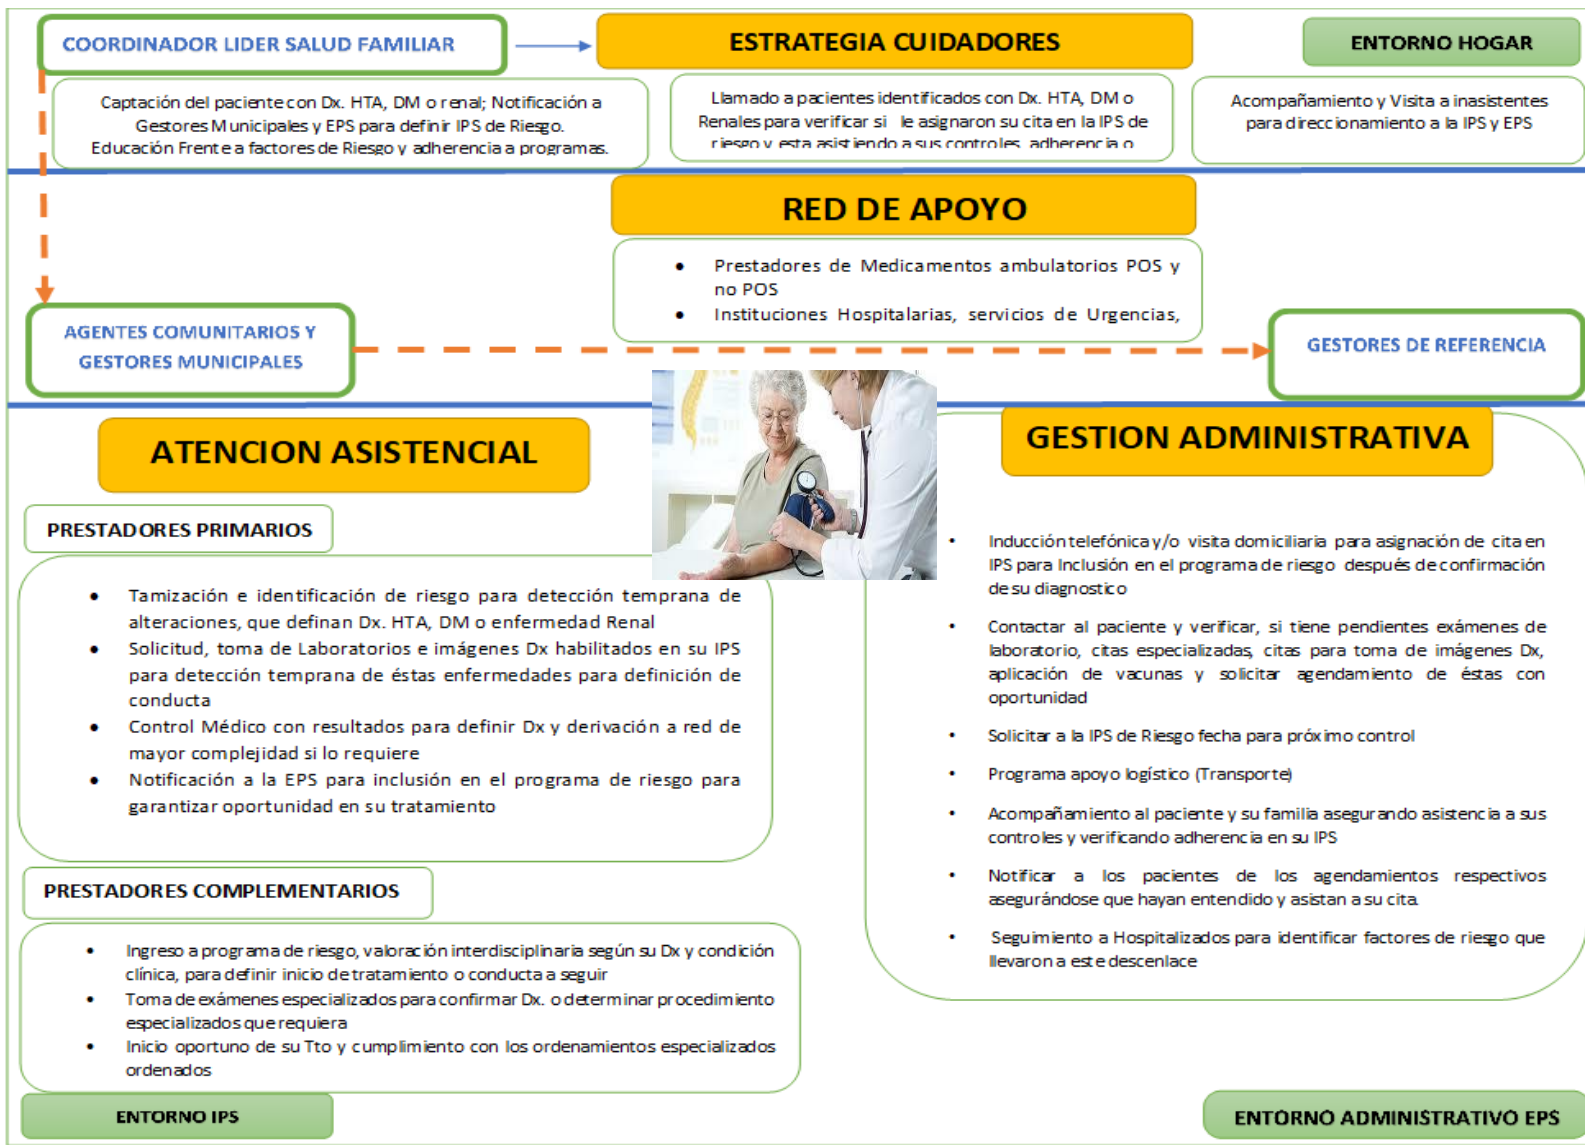 COORDINADOR LIDER SALUD FAMILIAR
ESTRATEGIA CUIDADORES
ENTORNO HOGAR
Captación del paciente con Dx. HTA, DM o renal; Notificación a
Gestores Municipales y EPS para definir IPS de Riesgo.
Educación Frente a factores de Riesgo y adherencia a programas.
Llamado a pacientes identificados con Dx. HTA, DM o
Renales para verificar si le asignaron su cita en la IPS de
riesgo y esta asistiendo a sus controles, adherencia o
Acompañamiento y Visita a inasistentes
para direccionamiento a la IPS y EPS
RED DE APOYO
• Prestadores de Medicamentos ambulatorios POS y
no POS
• Instituciones Hospitalarias, servicios de Urgencias,
AGENTES COMUNITARIOS Y
GESTORES MUNICIPALES
GESTORES DE REFERENCIA
ATENCION ASISTENCIAL
PRESTADORES PRIMARIOS
• Tamización e identificación de riesgo para detección temprana de
alteraciones, que definan Dx. HTA, DM o enfermedad Renal
• Solicitud, toma de Laboratorios e imágenes Dx habilitados en su IPS
para detección temprana de éstas enfermedades para definición de
conducta
• Control Médico con resultados para definir Dx y derivación a red de
mayor complejidad si lo requiere
• Notificación a la EPS para inclusión en el programa de riesgo para
garantizar oportunidad en su tratamiento
PRESTADORES COMPLEMENTARIOS
• Ingreso a programa de riesgo, valoración interdisciplinaria según su Dx y condición
clínica, para definir inicio de tratamiento o conducta a seguir
• Toma de exámenes especializados para confirmar Dx. o determinar procedimiento
especializados que requiera
• Inicio oportuno de su Tto y cumplimiento con los ordenamientos especializados
ordenados
ENTORNO IPS
GESTION ADMINISTRATIVA
• Inducción telefónica y/o visita domiciliaria para asignación de cita en
IPS para Inclusión en el programa de riesgo después de confirmación
de su diagnostico
• Contactar al paciente y verificar, si tiene pendientes exámenes de
laboratorio, citas especializadas, citas para toma de imágenes Dx,
aplicación de vacunas y solicitar agendamiento de éstas con
oportunidad
• Solicitar a la IPS de Riesgo fecha para próximo control
• Programa apoyo logístico (Transporte)
• Acompañamiento al paciente y su familia asegurando asistencia a sus
controles y verificando adherencia en su IPS
• Notificar a los pacientes de los agendamientos respectivos
asegurándose que hayan entendido y asistan a su cita.
• Seguimiento a Hospitalizados para identificar factores de riesgo que
llevaron a este descenlace
ENTORNO ADMINISTRATIVO EPS